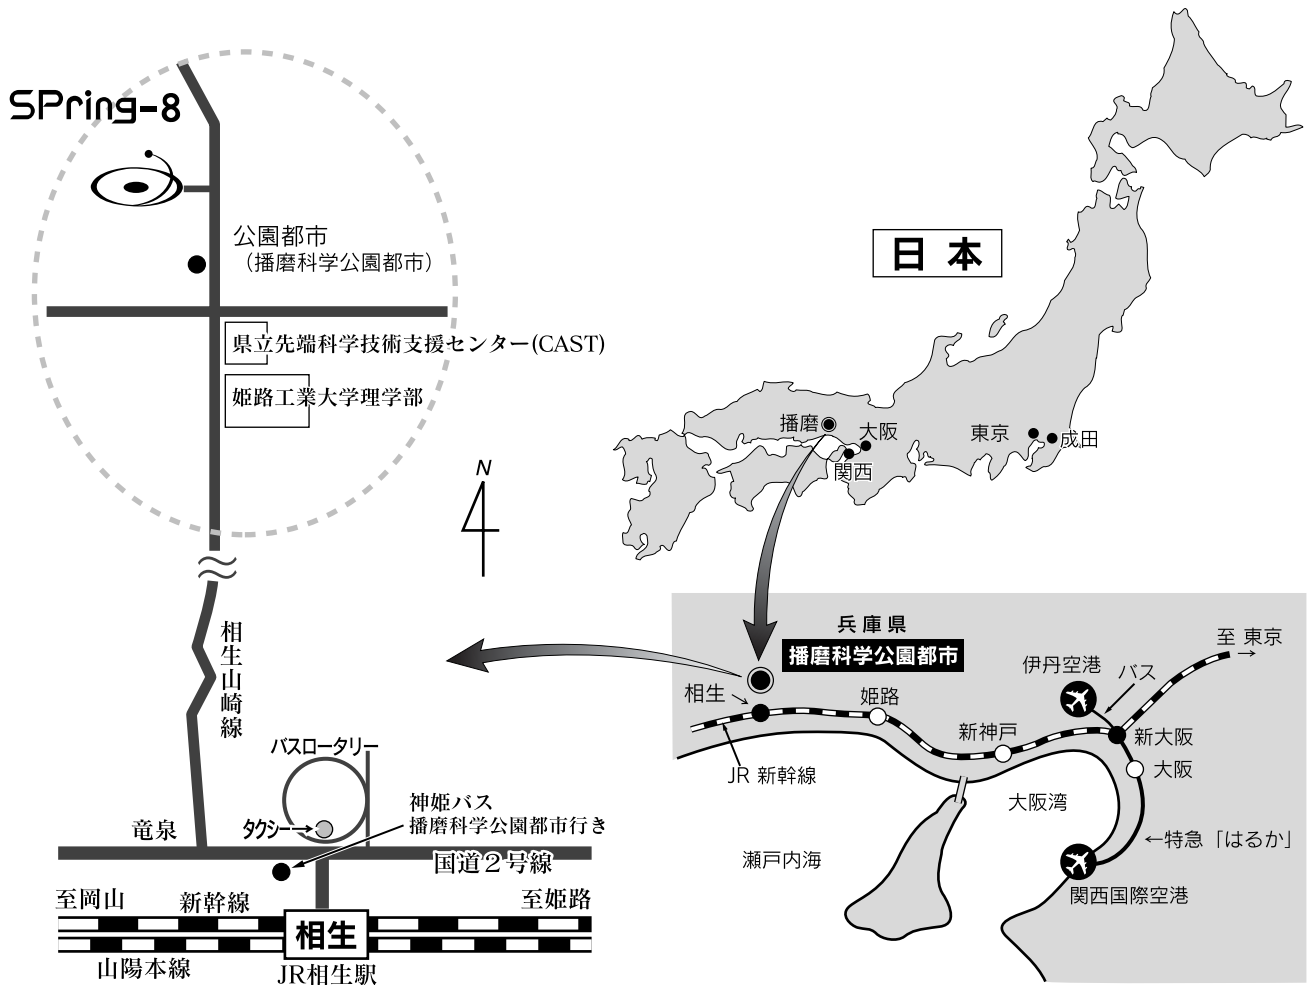 SPring-8
公園都市
（播磨科学公園都市）
県立先端科学技術支援センター(CAST)
姫路工業大学理学部
N
相生山崎線
バスロータリー
タクシー
神姫バス
播磨科学公園都市行き
竜泉
国道２号線
至岡山
新幹線
至姫路
相生
山陽本線
JR相生駅
日本
播磨
大阪
関西
東京
成田
兵庫県
播磨科学公園都市
至 東京
相生
姫路
伊丹空港
バス
新神戸
新大阪
JR 新幹線
大阪
大阪湾
瀬戸内海
←特急「はるか」
関西国際空港